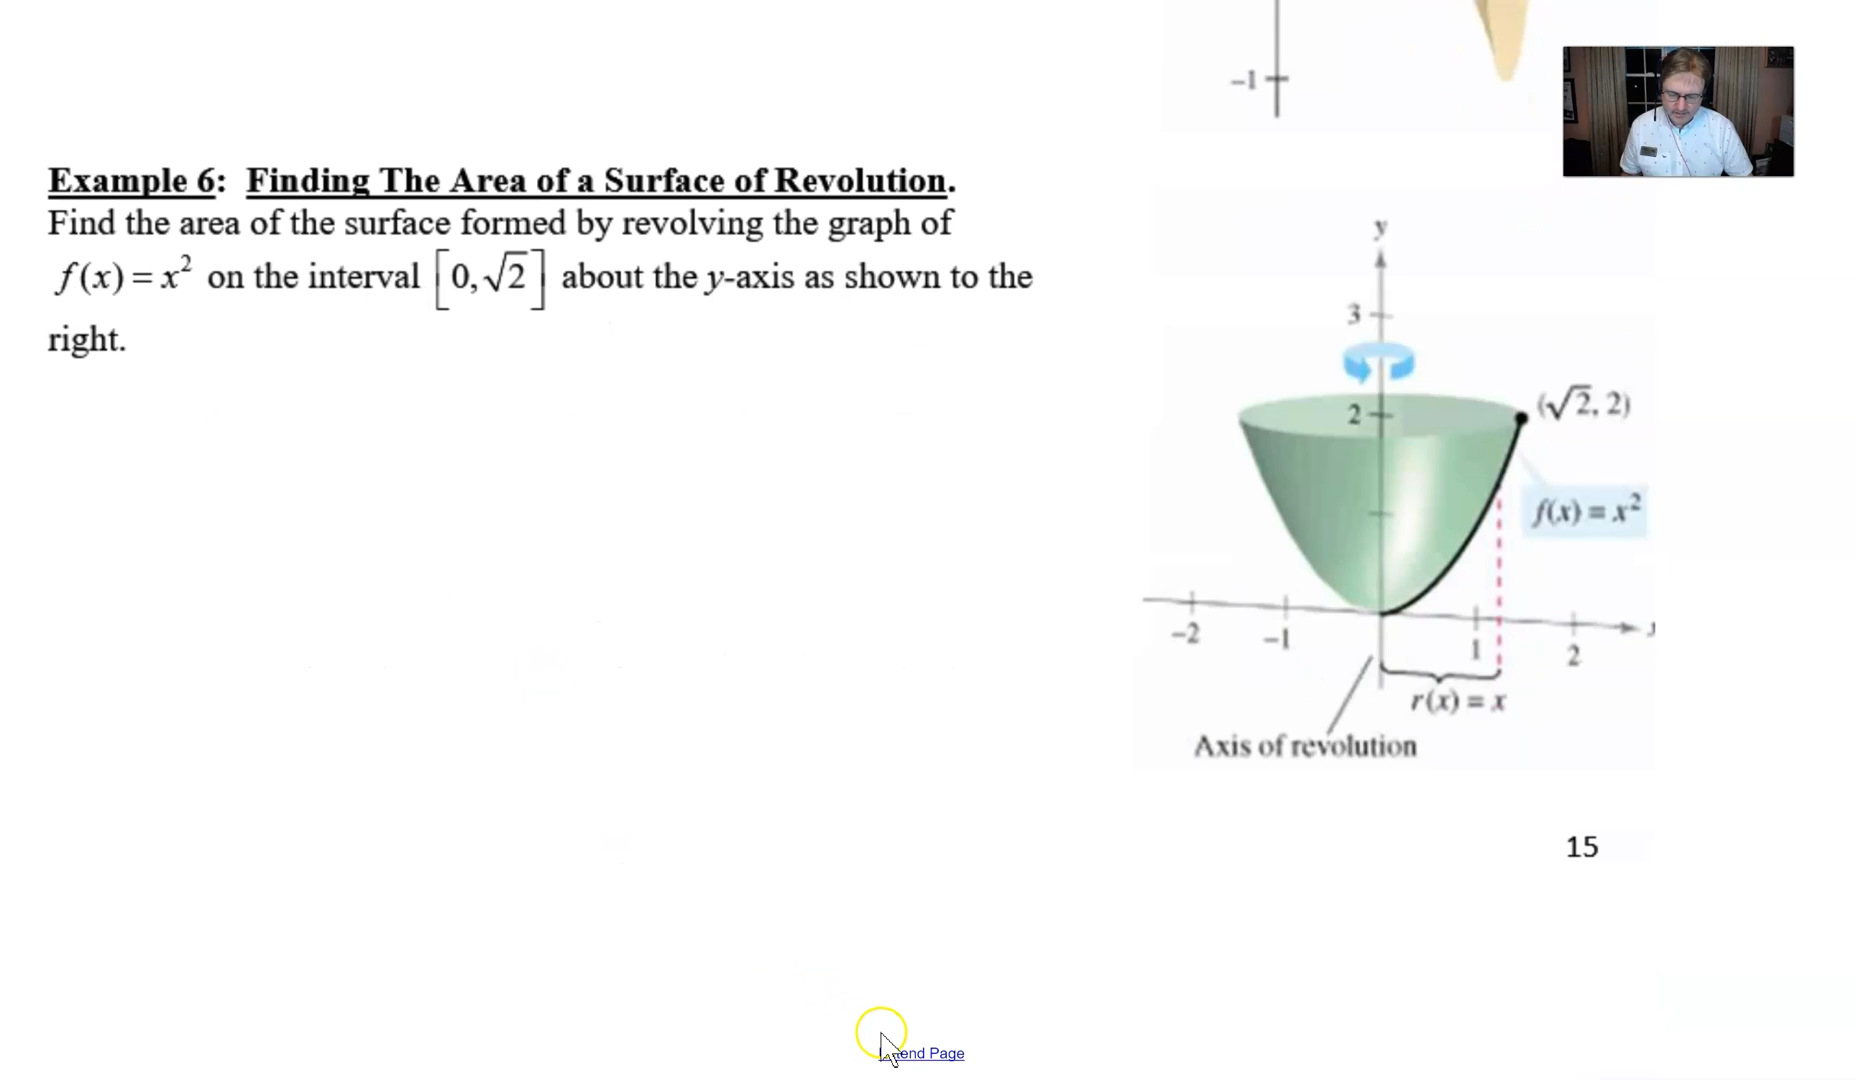 −1
Example 6: Finding The Area of a Surface of Revolution.
Find the area of the surface formed by revolving the graph of
f(x) = x² on the interval [0, √2] about the y-axis as shown to the
right.
y
3
2
(√2, 2)
f(x) = x²
−2
−1
1
2
r(x) = x
Axis of revolution
15
end Page